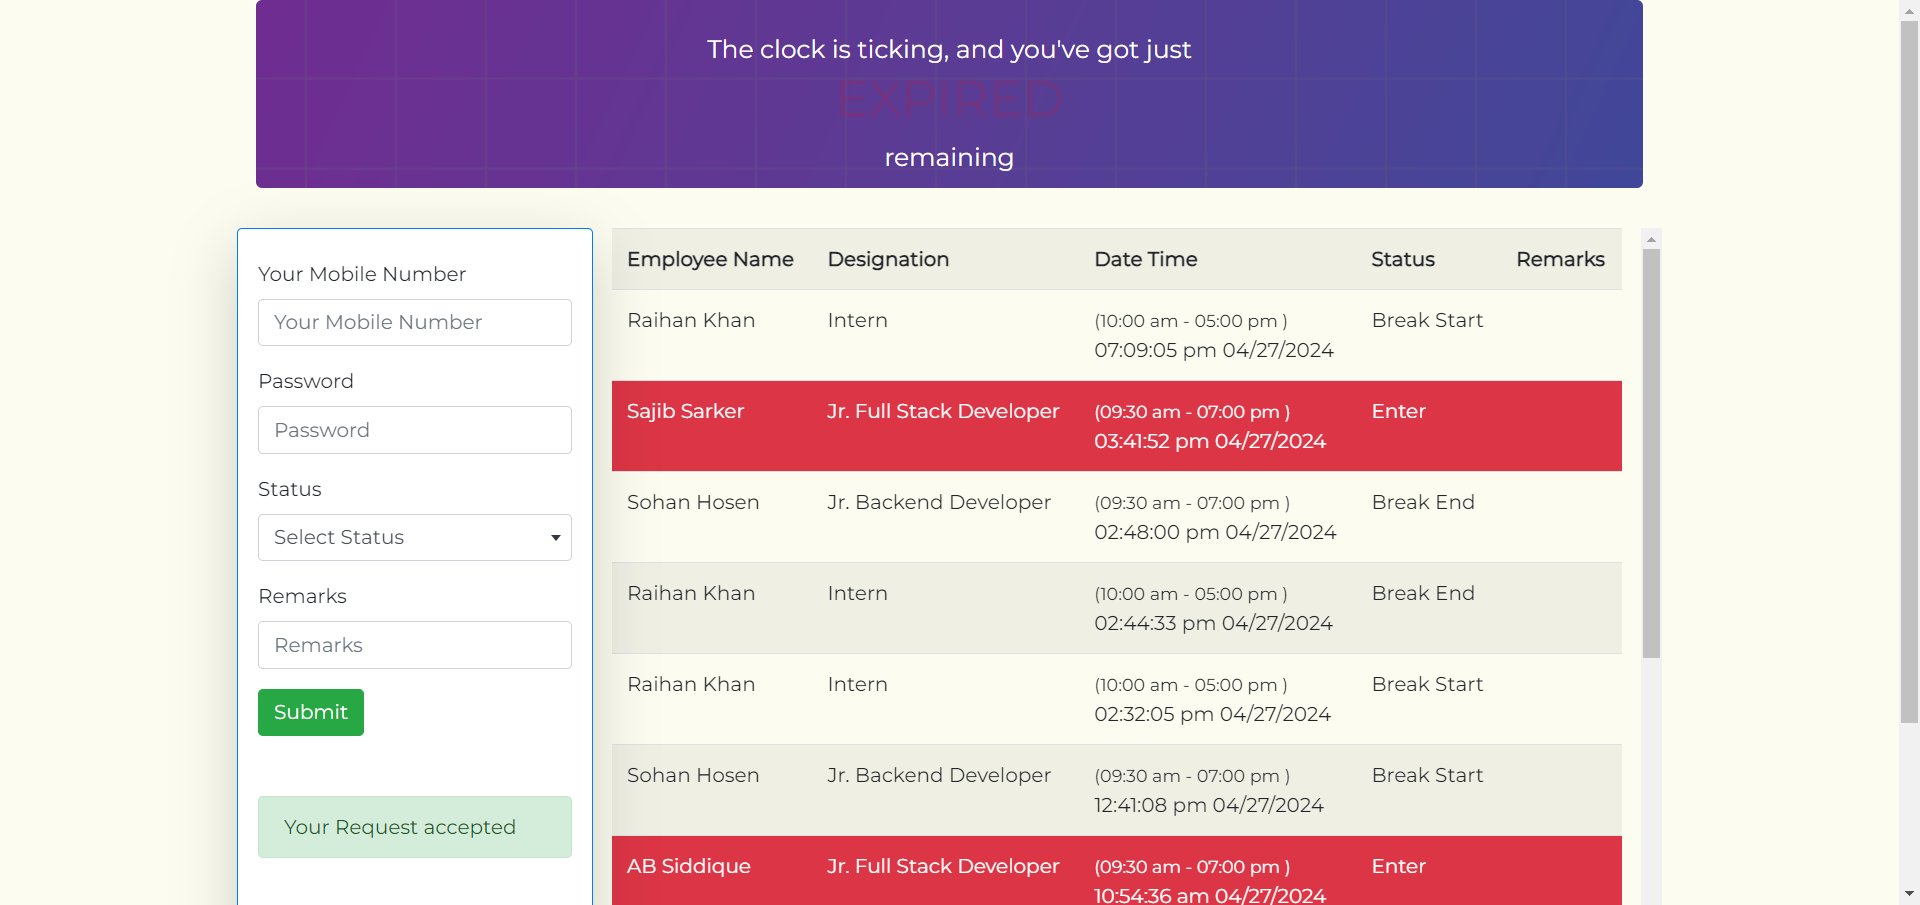 The clock is ticking, and you've got just
EXPIRED
remaining
Your Mobile Number
Your Mobile Number
Password
Password
Status
Select Status
Remarks
Remarks
Submit
Your Request accepted
Employee Name Designation Date Time Status Remarks
Raihan Khan Intern (10:00 am - 05:00 pm ) Break Start
07:09:05 pm 04/27/2024
Sajib Sarker Jr. Full Stack Developer (09:30 am - 07:00 pm ) Enter
03:41:52 pm 04/27/2024
Sohan Hosen Jr. Backend Developer (09:30 am - 07:00 pm ) Break End
02:48:00 pm 04/27/2024
Raihan Khan Intern (10:00 am - 05:00 pm ) Break End
02:44:33 pm 04/27/2024
Raihan Khan Intern (10:00 am - 05:00 pm ) Break Start
02:32:05 pm 04/27/2024
Sohan Hosen Jr. Backend Developer (09:30 am - 07:00 pm ) Break Start
12:41:08 pm 04/27/2024
AB Siddique Jr. Full Stack Developer (09:30 am - 07:00 pm ) Enter
10:54:36 am 04/27/2024